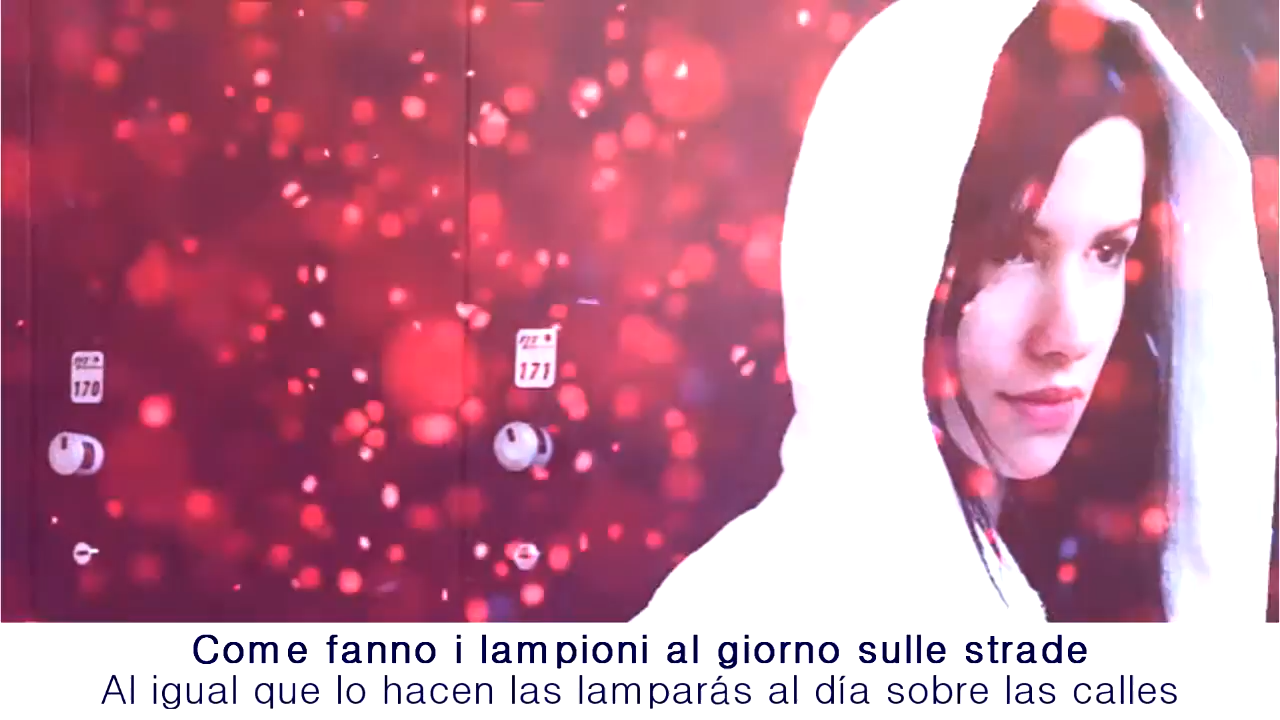 170
171
Come fanno i lampioni al giorno sulle strade
Al igual que lo hacen las lamparás al día sobre las calles